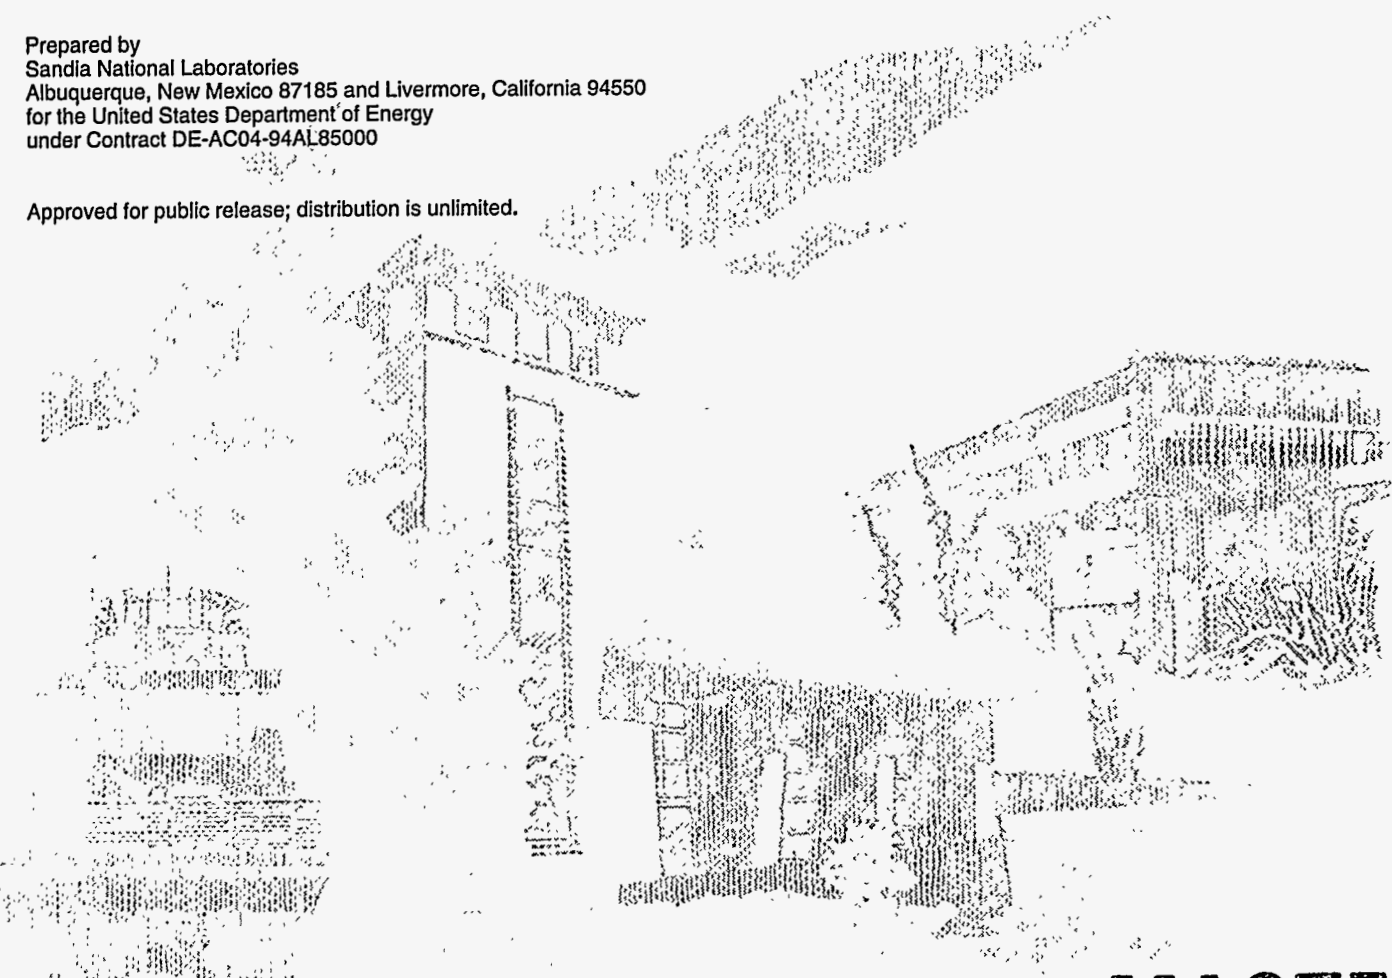 Prepared by
Sandia National Laboratories
Albuquerque, New Mexico 87185 and Livermore, California 94550
for the United States Department of Energy
under Contract DE-AC04-94AL85000
Approved for public release; distribution is unlimited.